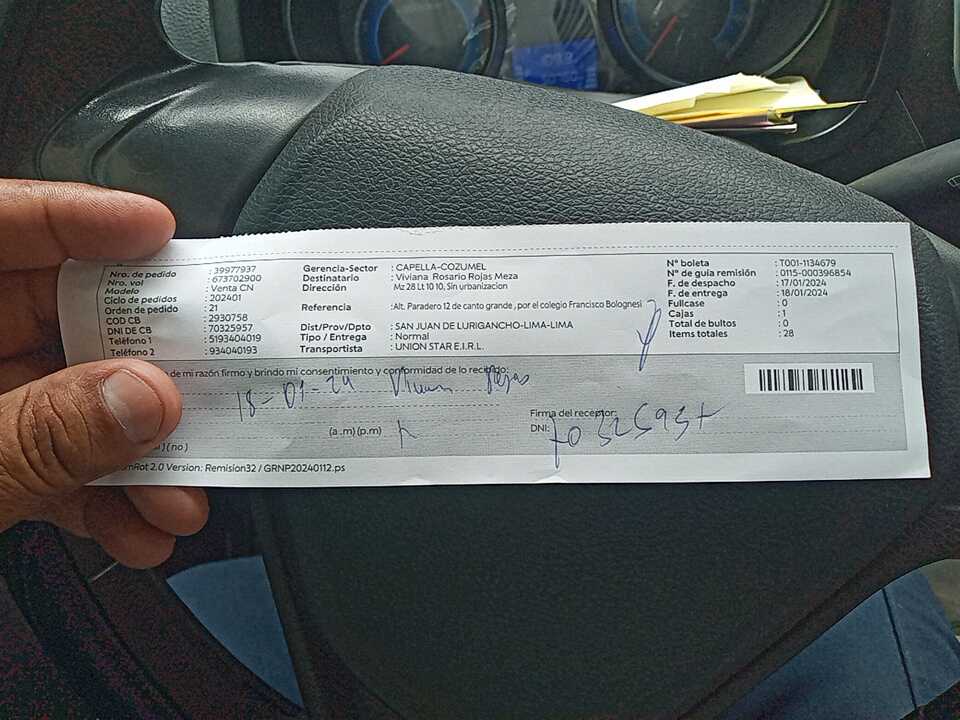 Nro. de pedido : 39977937
Nro. vol : 673702900
Modelo : Venta CN
Ciclo de pedidos : 202401
Orden de pedido : 21
COD CB : 2930758
DNI DE CB : 70325957
Teléfono 1 : 5193404019
Teléfono 2 : 934040193
Gerencia-Sector : CAPELLA-COZUMEL
Destinatario : Viviana Rosario Rojas Meza
Dirección : Mz 28 Lt 10 10, Sin urbanizacion
Referencia : Alt. Paradero 12 de canto grande , por el colegio Francisco Bolognesi
Dist/Prov/Dpto : SAN JUAN DE LURIGANCHO-LIMA-LIMA
Tipo / Entrega : Normal
Transportista : UNION STAR E.I.R.L.
N° boleta : T001-1134679
N° de guia remisión : 0115-000396854
F. de despacho : 17/01/2024
F. de entrega : 18/01/2024
Fullcase : 0
Cajas : 1
Total de bultos : 0
Items totales : 28
de mi razón firmo y brindo mi consentimiento y conformidad de lo recibido:
18-01-24 Rojas
Firma del receptor:
(a .m) (p.m)
DNI:
(no)
2.0 Version: Remision32 / GRNP20240112.ps